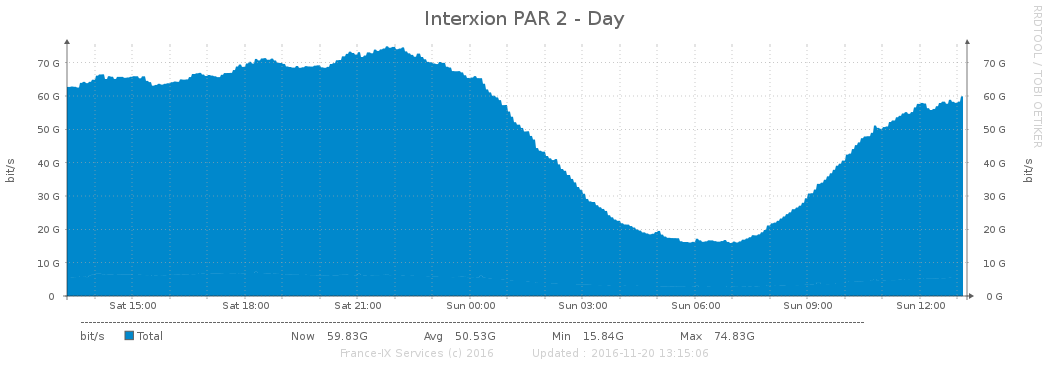 Interxion PAR 2 - Day
RRDTOOL / TOBI OETIKER
bit/s
70 G
60 G
50 G
40 G
30 G
20 G
10 G
0
70 G
60 G
50 G
40 G
30 G
20 G
10 G
0 G
bit/s
Sat 15:00 Sat 18:00 Sat 21:00 Sun 00:00 Sun 03:00 Sun 06:00 Sun 09:00 Sun 12:00
bit/s Total Now 59.83G Avg 50.53G Min 15.84G Max 74.83G
France-IX Services (c) 2016 Updated : 2016-11-20 13:15:06